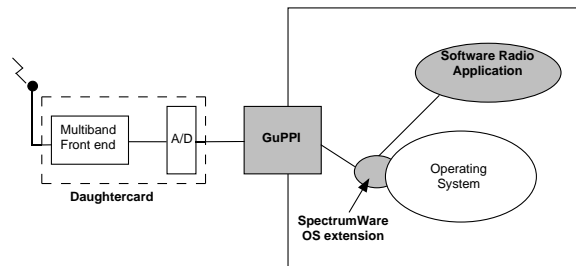 Software Radio
Application
Multiband
Front end
A/D
GuPPI
Operating
System
Daughtercard
SpectrumWare
OS extension